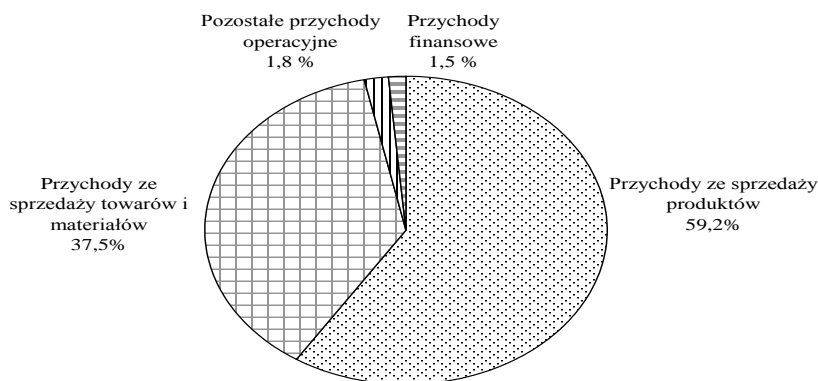 Pozostałe przychody
operacyjne
1,8 %
Przychody
finansowe
1,5 %
Przychody ze
sprzedaży towarów i
materiałów
37,5%
Przychody ze sprzedaży
produktów
59,2%